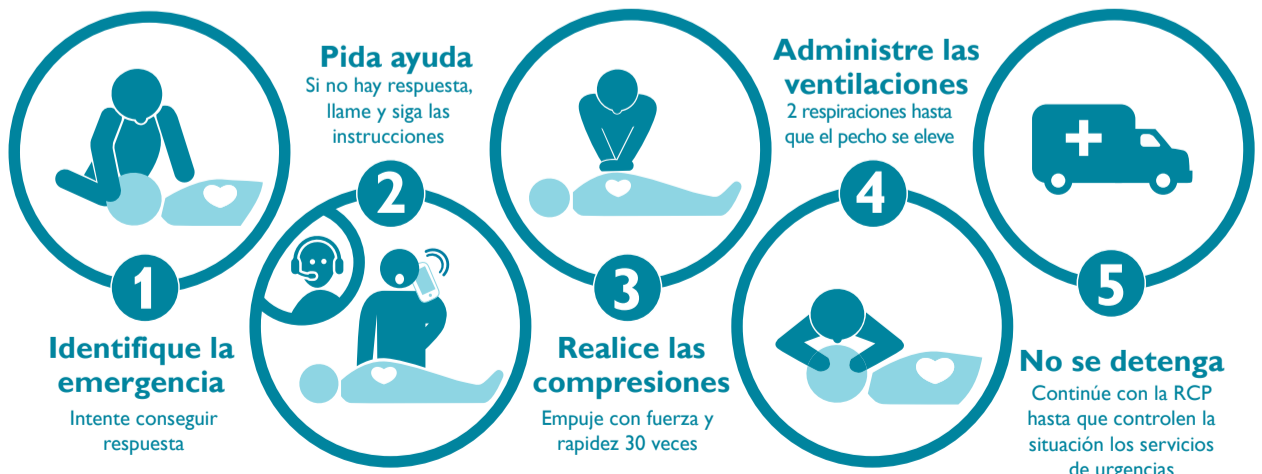 1
Identifique la
emergencia
Intente conseguir
respuesta
Pida ayuda
Si no hay respuesta,
llame y siga las
instrucciones
2
3
Realice las
compresiones
Empuje con fuerza y
rapidez 30 veces
Administre las
ventilaciones
2 respiraciones hasta
que el pecho se eleve
4
5
No se detenga
Continúe con la RCP
hasta que controlen la
situación los servicios
de urgencias